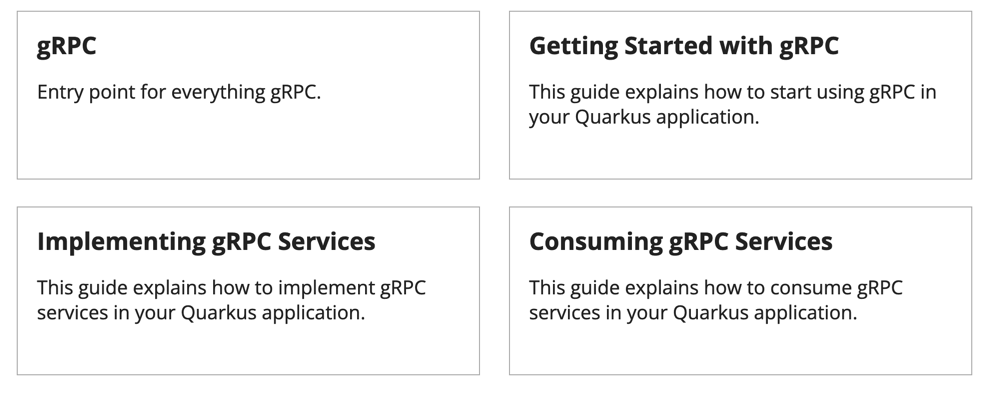 gRPC
Entry point for everything gRPC.
Getting Started with gRPC
This guide explains how to start using gRPC in
your Quarkus application.
Implementing gRPC Services
This guide explains how to implement gRPC
services in your Quarkus application.
Consuming gRPC Services
This guide explains how to consume gRPC
services in your Quarkus application.